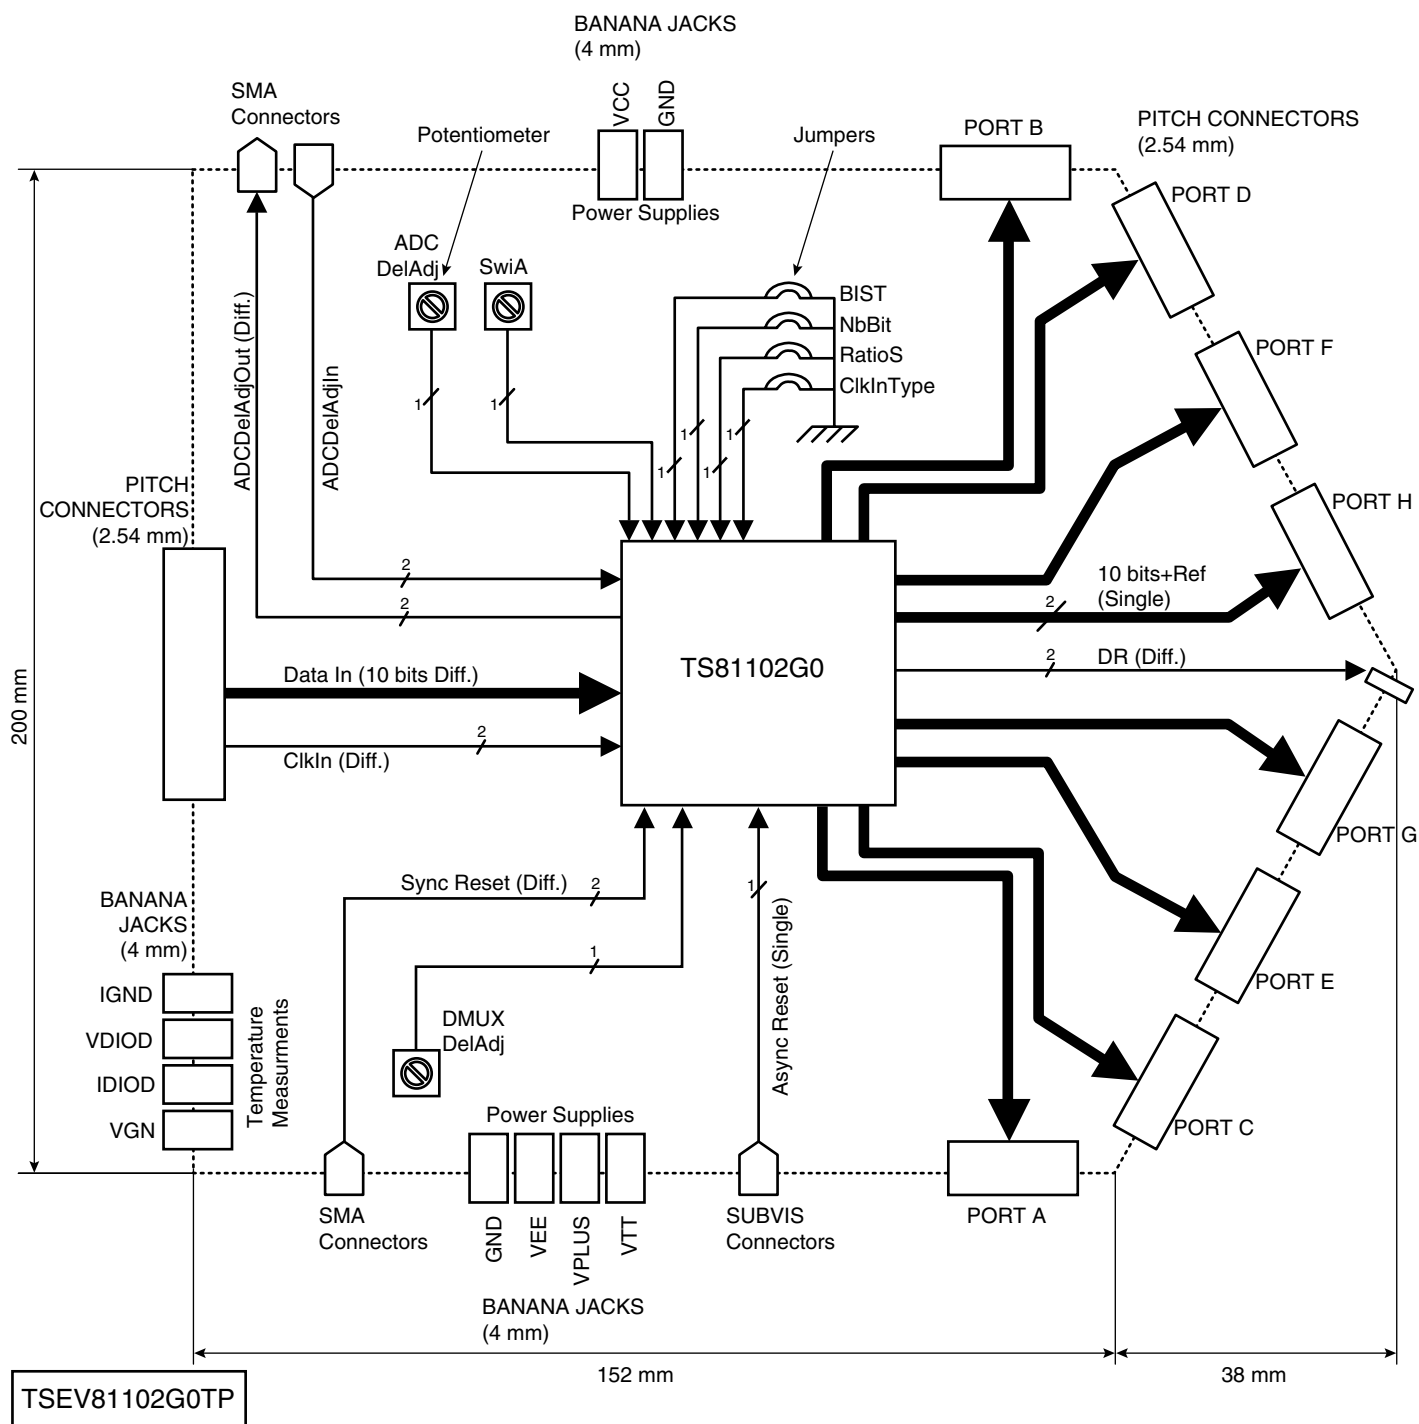 BANANA JACKS
(4 mm)
SMA
Connectors
VCC
GND
Potentiometer
Jumpers
PORT B
PITCH CONNECTORS
(2.54 mm)
PORT D
Power Supplies
ADC
DelAdj
SwiA
BIST
NbBit
RatioS
ClkInType
PORT F
ADCDelAdjOut (Diff.)
ADCDelAdjIn
1
1
1
1
1
1
PITCH
CONNECTORS
(2.54 mm)
PORT H
2
2
10 bits+Ref
(Single)
2
TS81102G0
DR (Diff.)
2
Data In (10 bits Diff.)
200 mm
2
ClkIn (Diff.)
PORT G
Sync Reset (Diff.)
2
1
Async Reset (Single)
BANANA
JACKS
(4 mm)
1
IGND
VDIOD
IDIOD
VGN
Temperature
Measurments
DMUX
DelAdj
PORT E
Power Supplies
PORT C
SMA
Connectors
GND
VEE
VPLUS
VTT
SUBVIS
Connectors
PORT A
BANANA JACKS
(4 mm)
152 mm
38 mm
TSEV81102G0TP